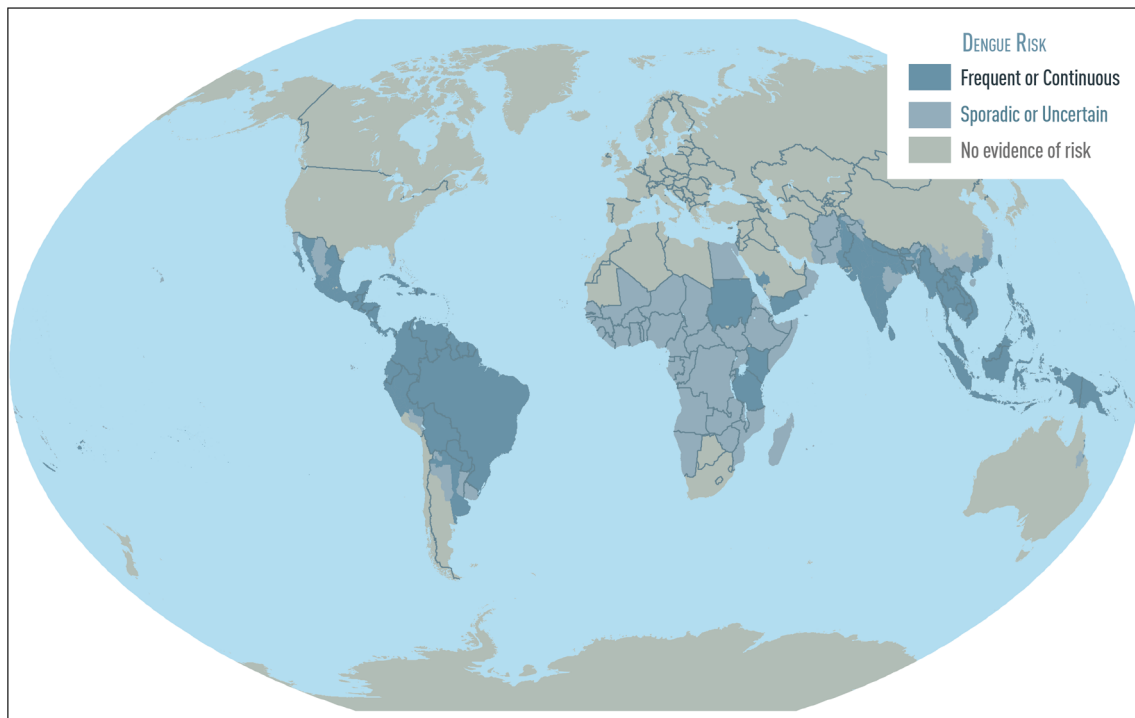 Dengue Risk
Frequent or Continuous
Sporadic or Uncertain
No evidence of risk